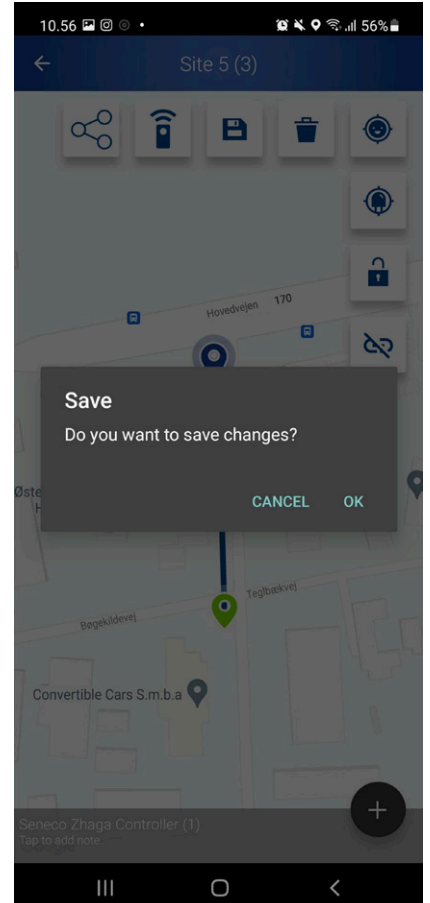 10.56
56%
Site 5 (3)
Hovedvejen
170
Save
Do you want to save changes?
Øste
H
CANCEL
OK
Teglbækvej
Bøgekildevej
Convertible Cars S.m.b.a
+
Seneco Zhaga Controller (1)
Tap to add note